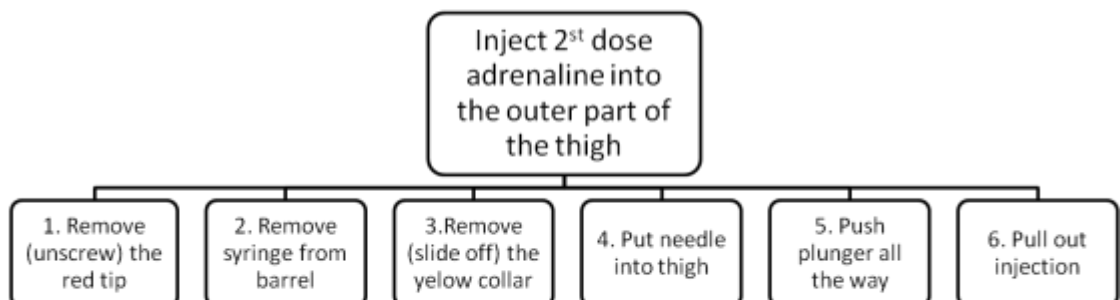 Inject 2st dose
adrenaline into
the outer part of
the thigh
1. Remove
(unscrew) the
red tip
2. Remove
syringe from
barrel
3.Remove
(slide off) the
yelow collar
4. Put needle
into thigh
5. Push
plunger all
the way
6. Pull out
injection